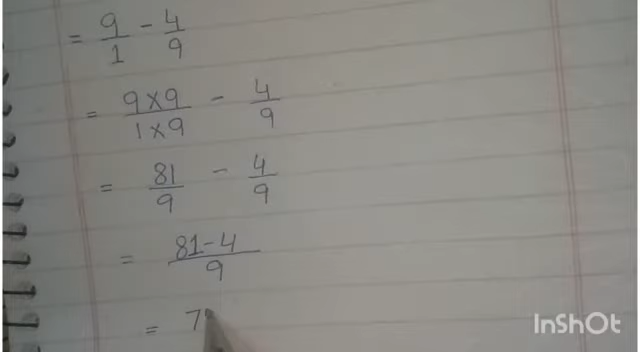 = 9/1 - 4/9
= 9×9/1×9 - 4/9
= 81/9 - 4/9
= 81-4/9
= 7
InShOt